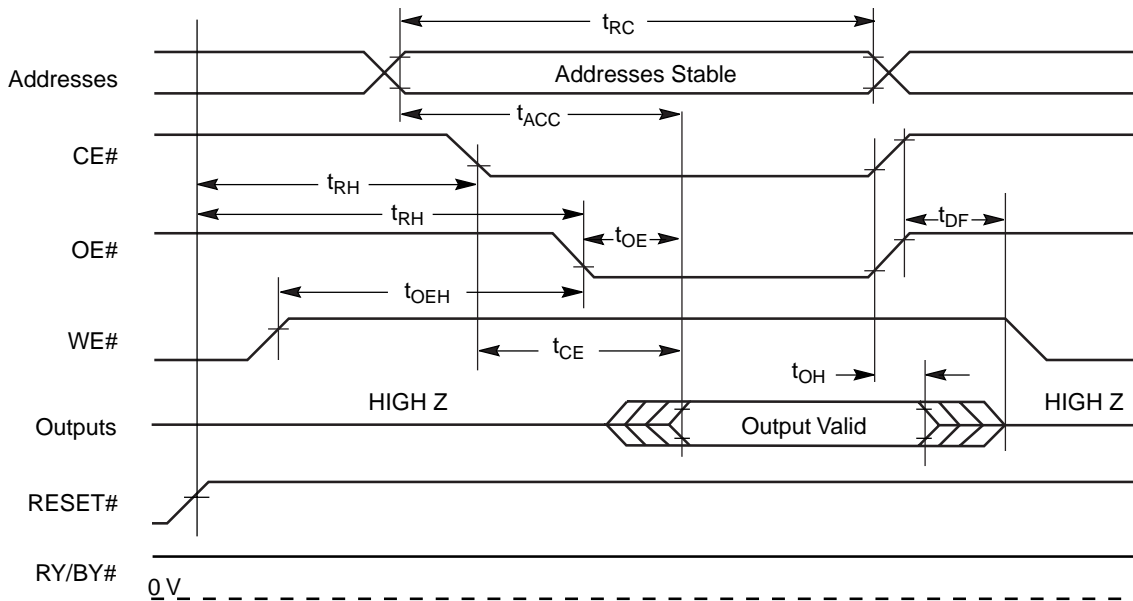 tRC
Addresses
Addresses Stable
tACC
CE#
tRH
tRH
tDF
OE#
tOE
tOEH
WE#
tCE
tOH
HIGH Z
HIGH Z
Outputs
Output Valid
RESET#
RY/BY#
0 V